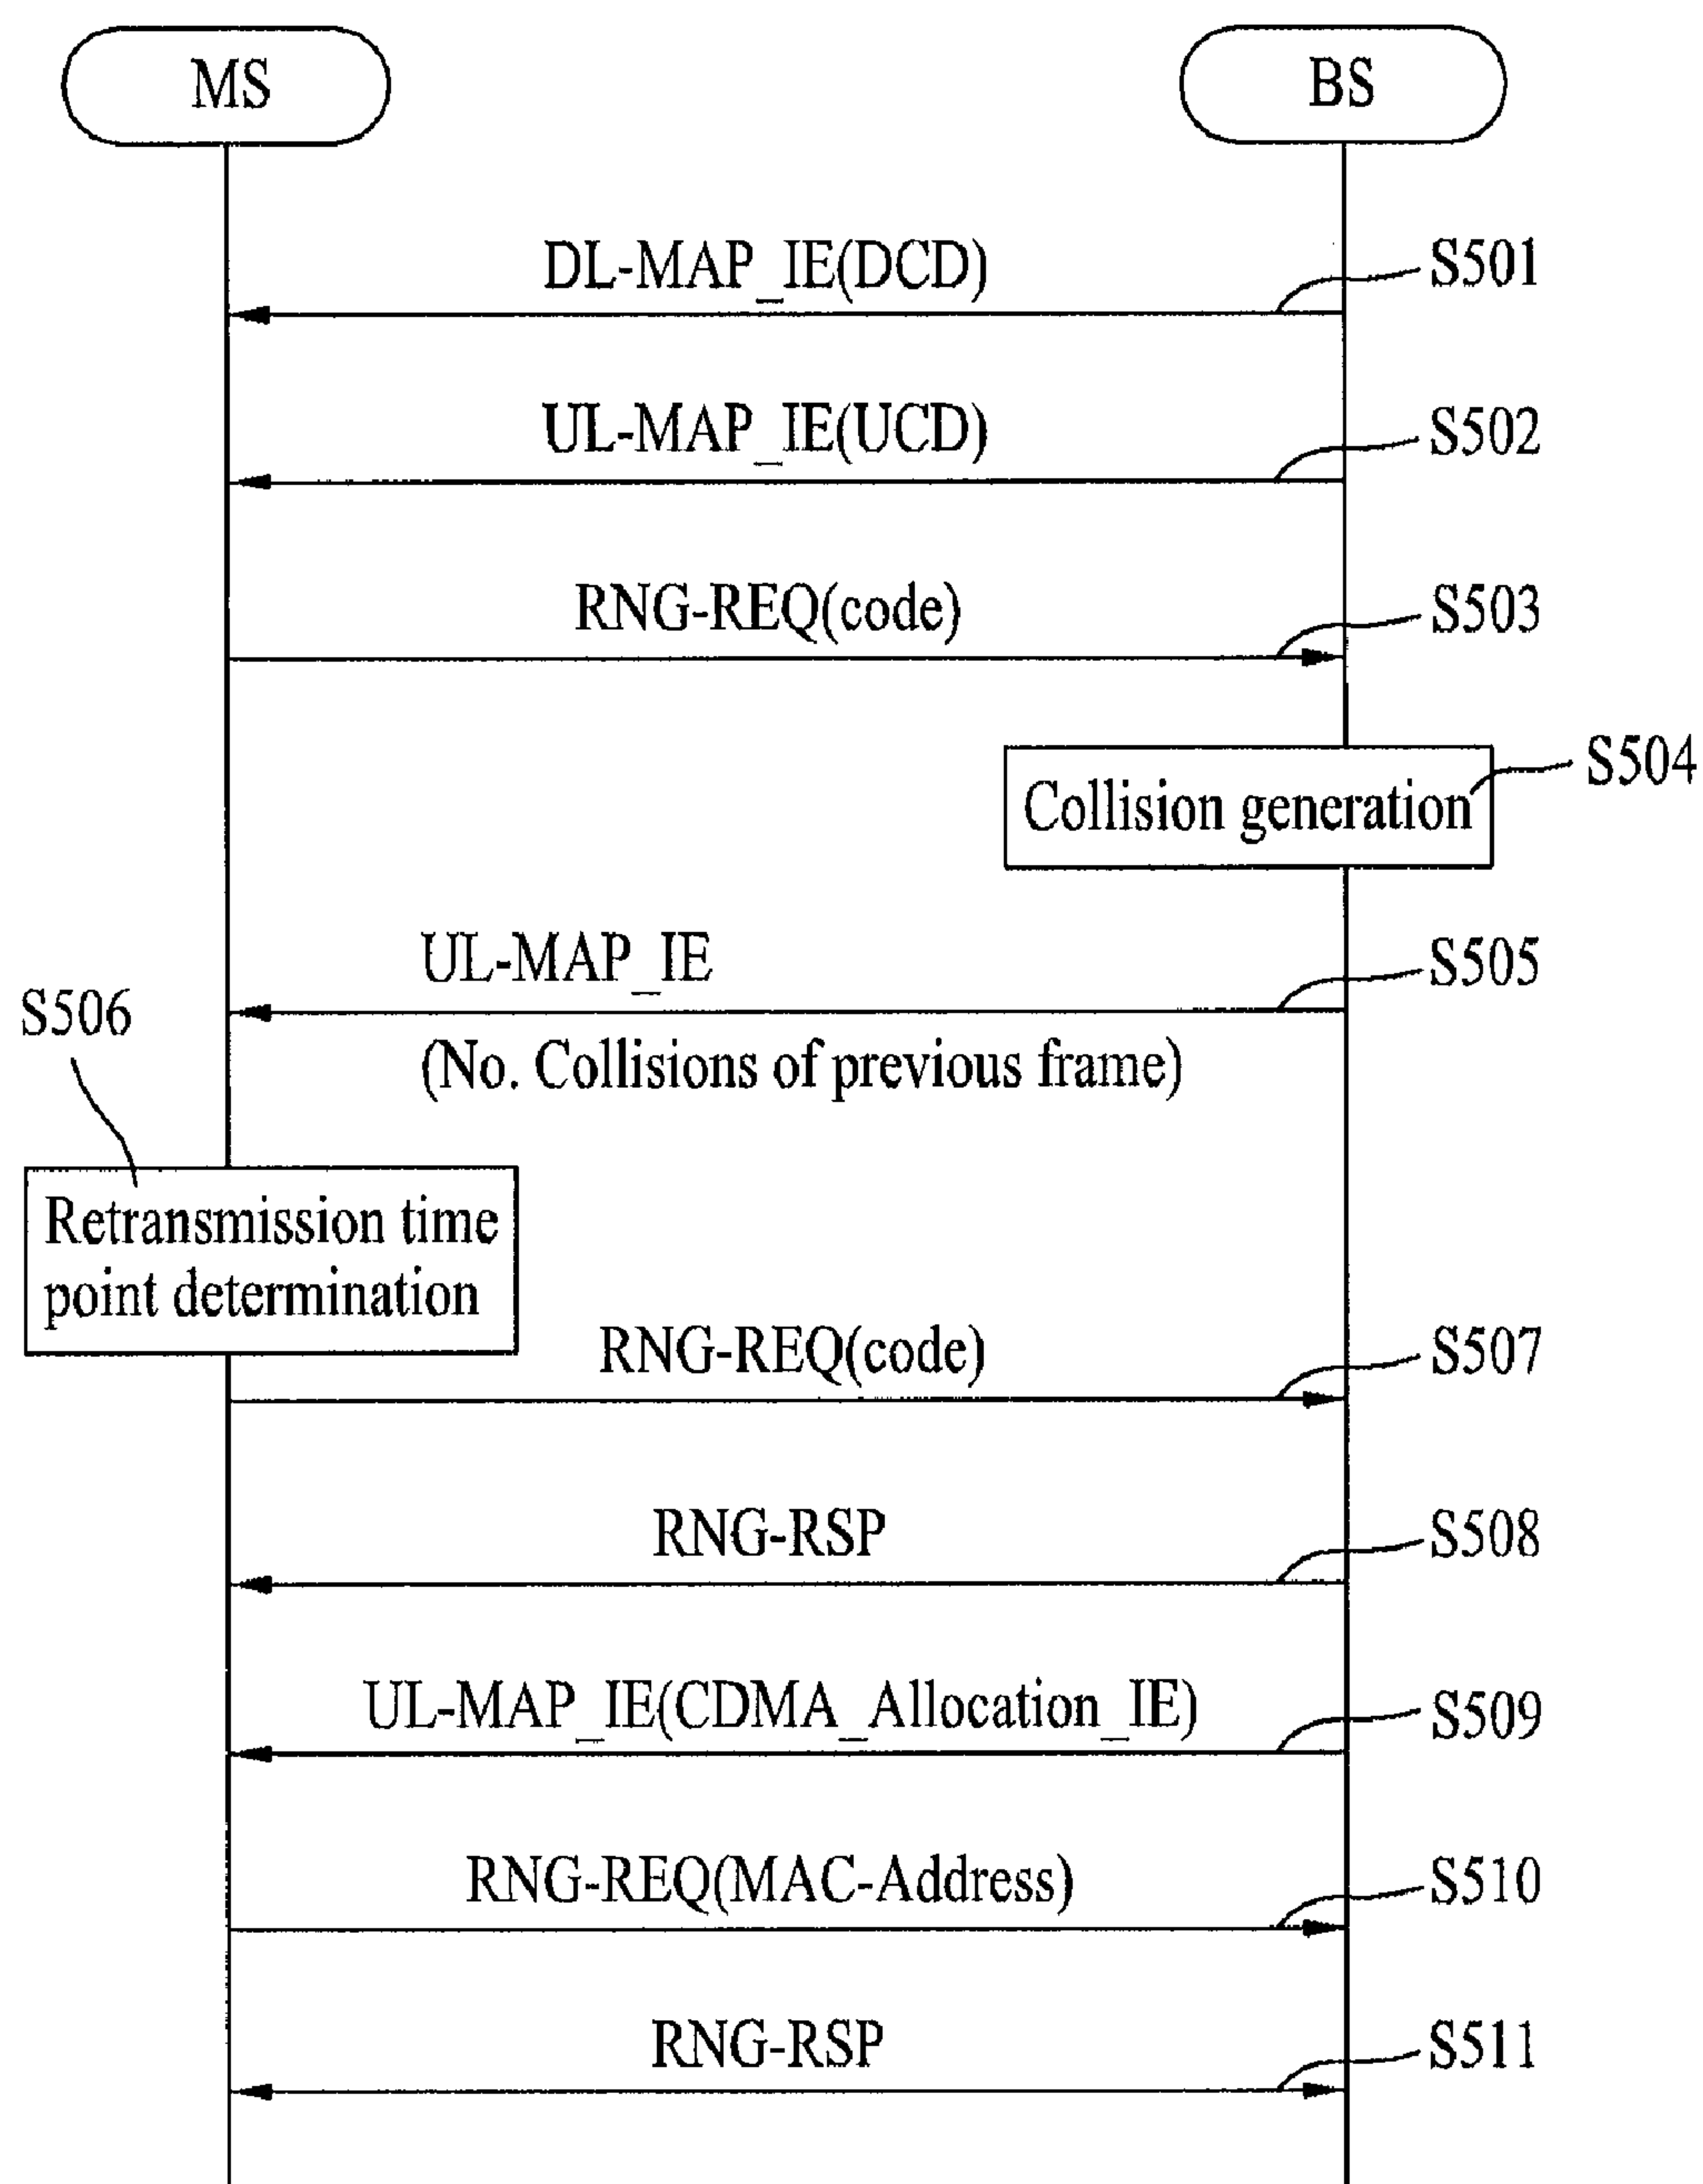 MS
BS
DL-MAP_IE(DCD)
S501
UL-MAP_IE(UCD)
S502
RNG-REQ(code)
S503
Collision generation
S504
UL-MAP_IE
S505
(No. Collisions of previous frame)
S506
Retransmission time
point determination
RNG-REQ(code)
S507
RNG-RSP
S508
UL-MAP_IE(CDMA_Allocation_IE)
S509
RNG-REQ(MAC-Address)
S510
RNG-RSP
S511